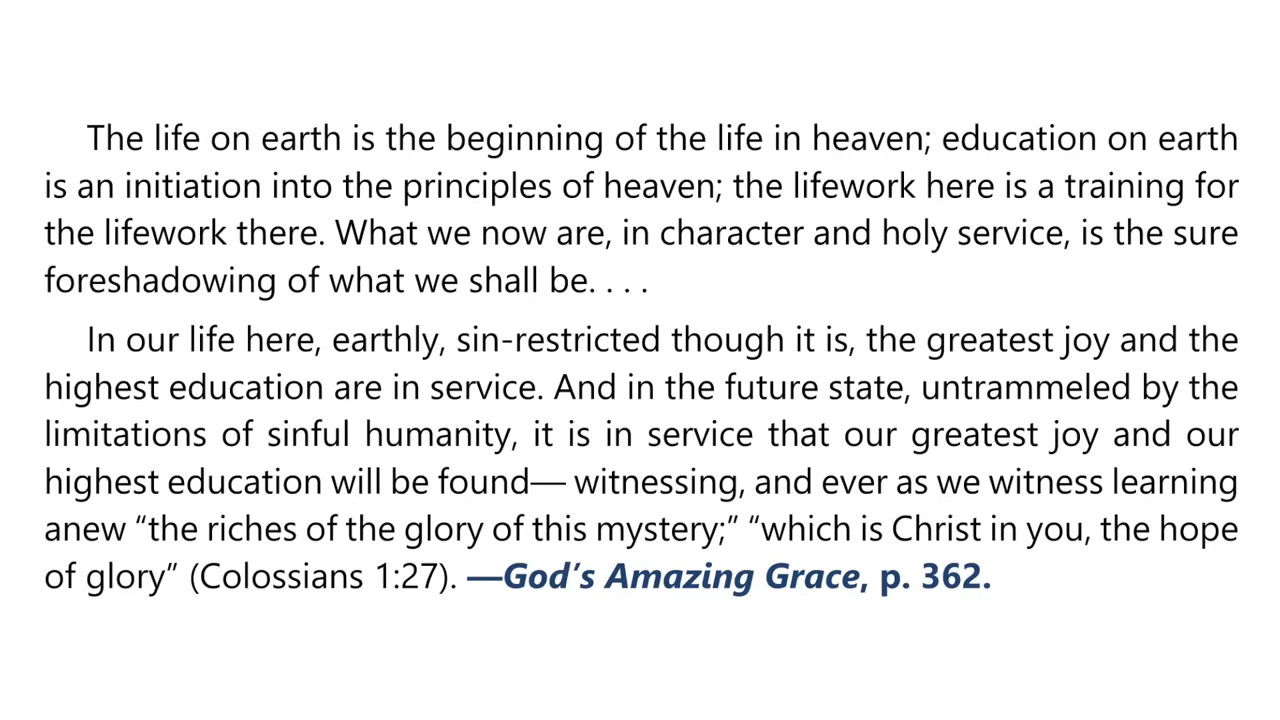 The life on earth is the beginning of the life in heaven; education on earth
is an initiation into the principles of heaven; the lifework here is a training for
the lifework there. What we now are, in character and holy service, is the sure
foreshadowing of what we shall be. . . .
In our life here, earthly, sin-restricted though it is, the greatest joy and the
highest education are in service. And in the future state, untrammeled by the
limitations of sinful humanity, it is in service that our greatest joy and our
highest education will be found— witnessing, and ever as we witness learning
anew “the riches of the glory of this mystery;” “which is Christ in you, the hope
of glory” (Colossians 1:27). —God’s Amazing Grace, p. 362.